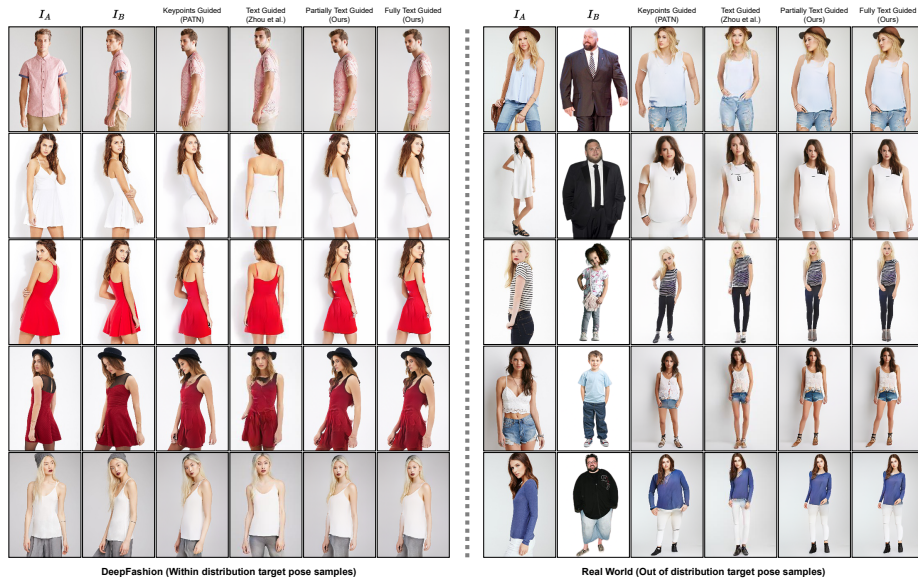 I_A
I_B
Keypoints Guided
(PATN)
Text Guided
(Zhou et al.)
Partially Text Guided
(Ours)
Fully Text Guided
(Ours)
I_A
I_B
Keypoints Guided
(PATN)
Text Guided
(Zhou et al.)
Partially Text Guided
(Ours)
Fully Text Guided
(Ours)
DeepFashion (Within distribution target pose samples)
Real World (Out of distribution target pose samples)